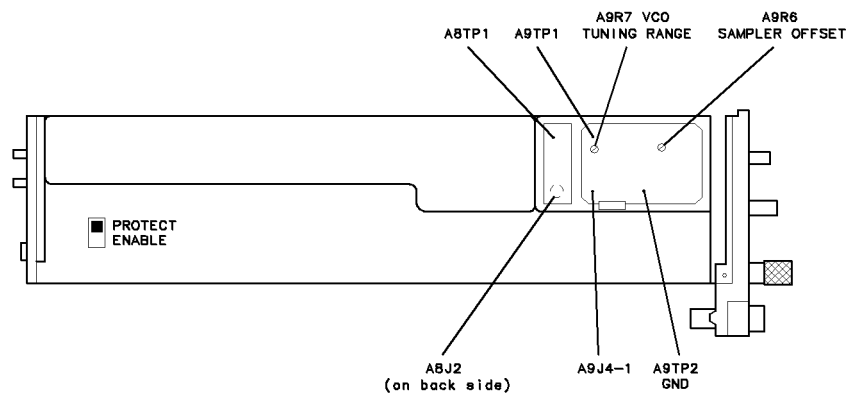 A8TP1
A9TP1
A9R7 VCO
TUNING RANGE
A9R6
SAMPLER OFFSET
PROTECT
ENABLE
A8J2
(on back side)
A9J4-1
A9TP2
GND